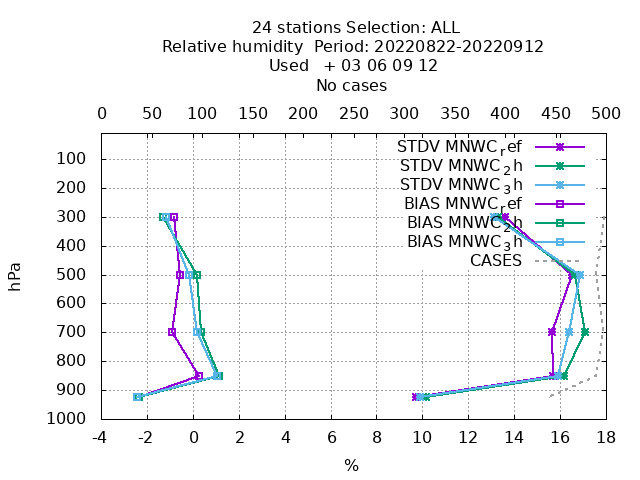 24 stations Selection: ALL
Relative humidity  Period: 20220822-20220912
Used   + 03 06 09 12
No cases
0 50 100 150 200 250 300 350 400 450 500
STDV MNWC_ref
STDV MNWC_2h
STDV MNWC_3h
BIAS MNWC_ref
BIAS MNWC_2h
BIAS MNWC_3h
CASES
hPa
100
200
300
400
500
600
700
800
900
1000
-4 -2 0 2 4 6 8 10 12 14 16 18
%